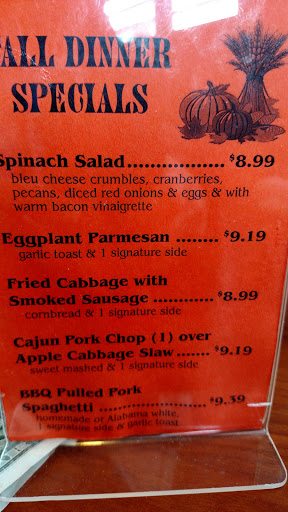 FALL DINNER
SPECIALS
Spinach Salad................. $8.99
bleu cheese crumbles, cranberries,
pecans, diced red onions & eggs & with
warm bacon vinaigrette
Eggplant Parmesan ........ $9.19
garlic toast & 1 signature side
Fried Cabbage with
Smoked Sausage ............. $8.99
cornbread & 1 signature side
Cajun Pork Chop (1) over
Apple Cabbage Slaw....... $9.19
sweet mashed & 1 signature side
BBQ Pulled Pork
Spaghetti ..................... $9.39
homemade or Alabama white,
1 signature side & garlic toast